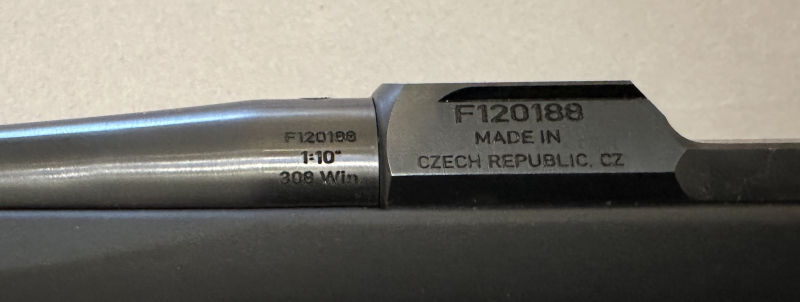 F120188
1:10"
308 Win.
F120188
MADE IN
CZECH REPUBLIC, CZ